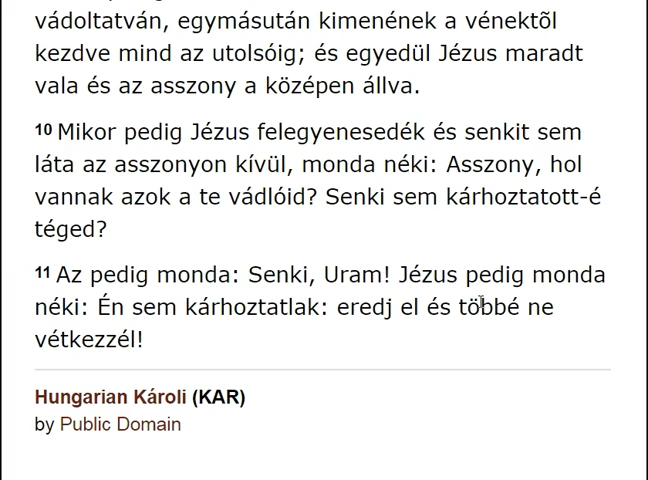 vádoltatván, egymásután kimenének a vénektõl
kezdve mind az utolsóig; és egyedül Jézus maradt
vala és az asszony a középen állva.
10 Mikor pedig Jézus felegyenesedék és senkit sem
láta az asszonyon kívül, monda néki: Asszony, hol
vannak azok a te vádlóid? Senki sem kárhoztatott-é
téged?
11 Az pedig monda: Senki, Uram! Jézus pedig monda
néki: Én sem kárhoztatlak: eredj el és többé ne
vétkezzél!
Hungarian Károli (KAR)
by Public Domain